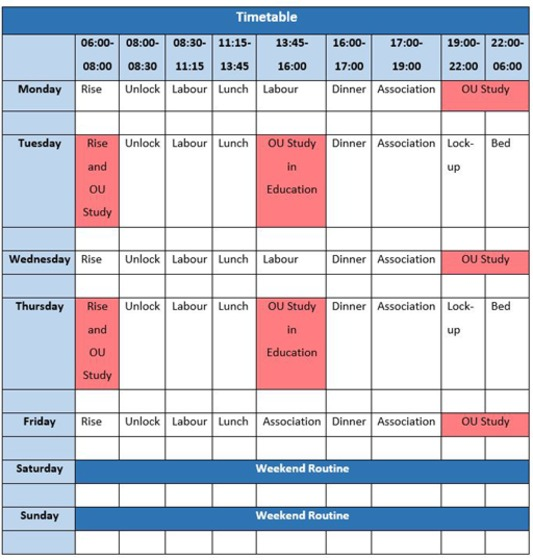 Timetable
06:00- 08:00- 08:30- 11:15- 13:45- 16:00- 17:00- 19:00- 22:00-
08:00 08:30 11:15 13:45 16:00 17:00 19:00 22:00 06:00
Monday Rise Unlock Labour Lunch Labour Dinner Association OU Study
Tuesday Rise Unlock Labour Lunch OU Study Dinner Association Lock- Bed
and in up
OU Education
Study
Wednesday Rise Unlock Labour Lunch Labour Dinner Association OU Study
Thursday Rise Unlock Labour Lunch OU Study Dinner Association Lock- Bed
and in up
OU Education
Study
Friday Rise Unlock Labour Lunch Association Dinner Association OU Study
Saturday Weekend Routine
Sunday Weekend Routine